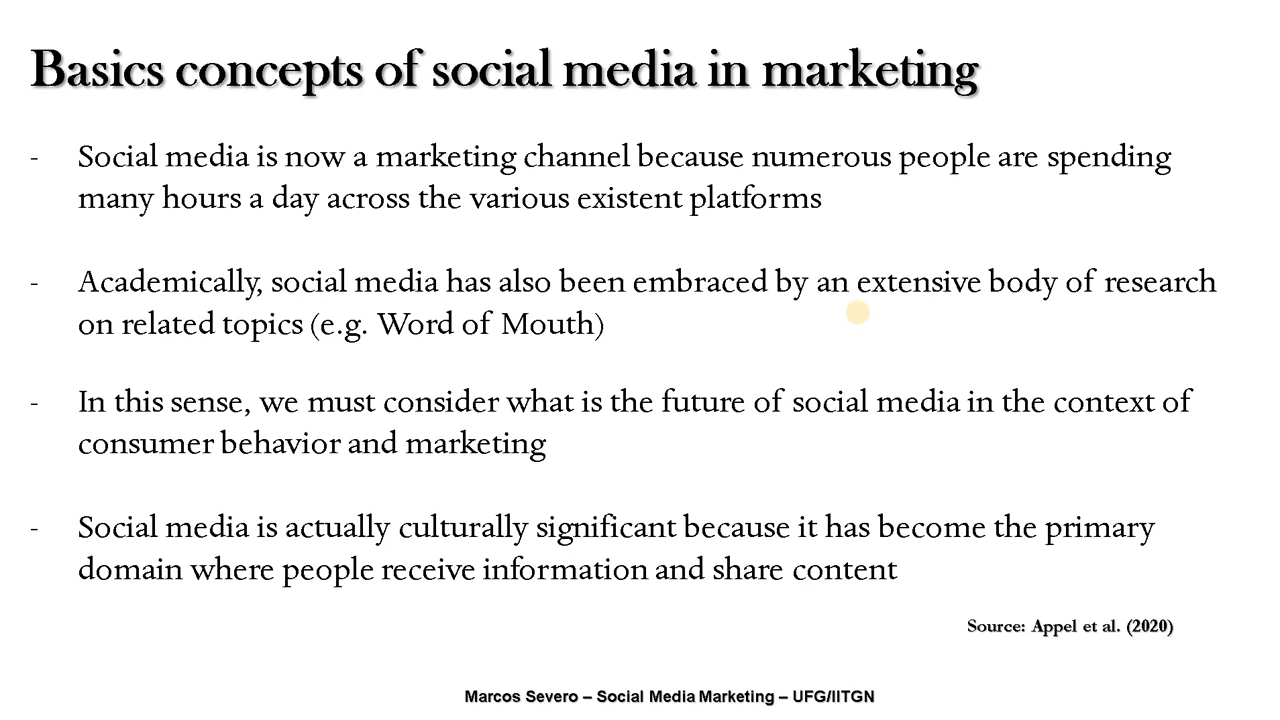 Basics concepts of social media in marketing
- Social media is now a marketing channel because numerous people are spending
many hours a day across the various existent platforms
- Academically, social media has also been embraced by an extensive body of research
on related topics (e.g. Word of Mouth)
- In this sense, we must consider what is the future of social media in the context of
consumer behavior and marketing
- Social media is actually culturally significant because it has become the primary
domain where people receive information and share content
Source: Appel et al. (2020)
Marcos Severo – Social Media Marketing – UFG/IITGN